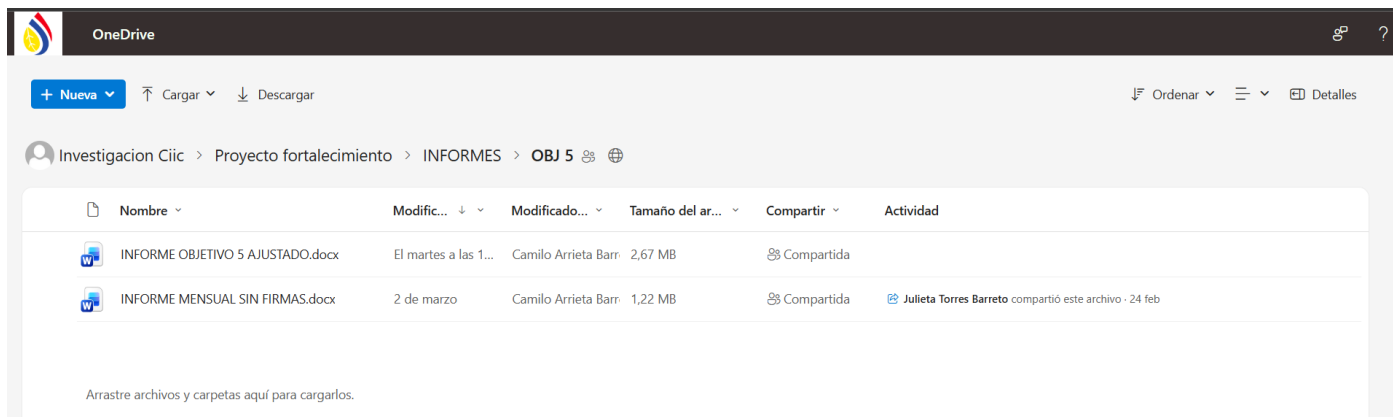 OneDrive
?
+ Nueva Cargar Descargar Ordenar Detalles
Investigacion Ciic > Proyecto fortalecimiento > INFORMES > OBJ 5
Nombre Modific... Modificado... Tamaño del ar... Compartir Actividad
INFORME OBJETIVO 5 AJUSTADO.docx El martes a las 1... Camilo Arrieta Barr 2,67 MB Compartida
INFORME MENSUAL SIN FIRMAS.docx 2 de marzo Camilo Arrieta Barr 1,22 MB Compartida Julieta Torres Barreto compartió este archivo · 24 feb
Arrastre archivos y carpetas aquí para cargarlos.